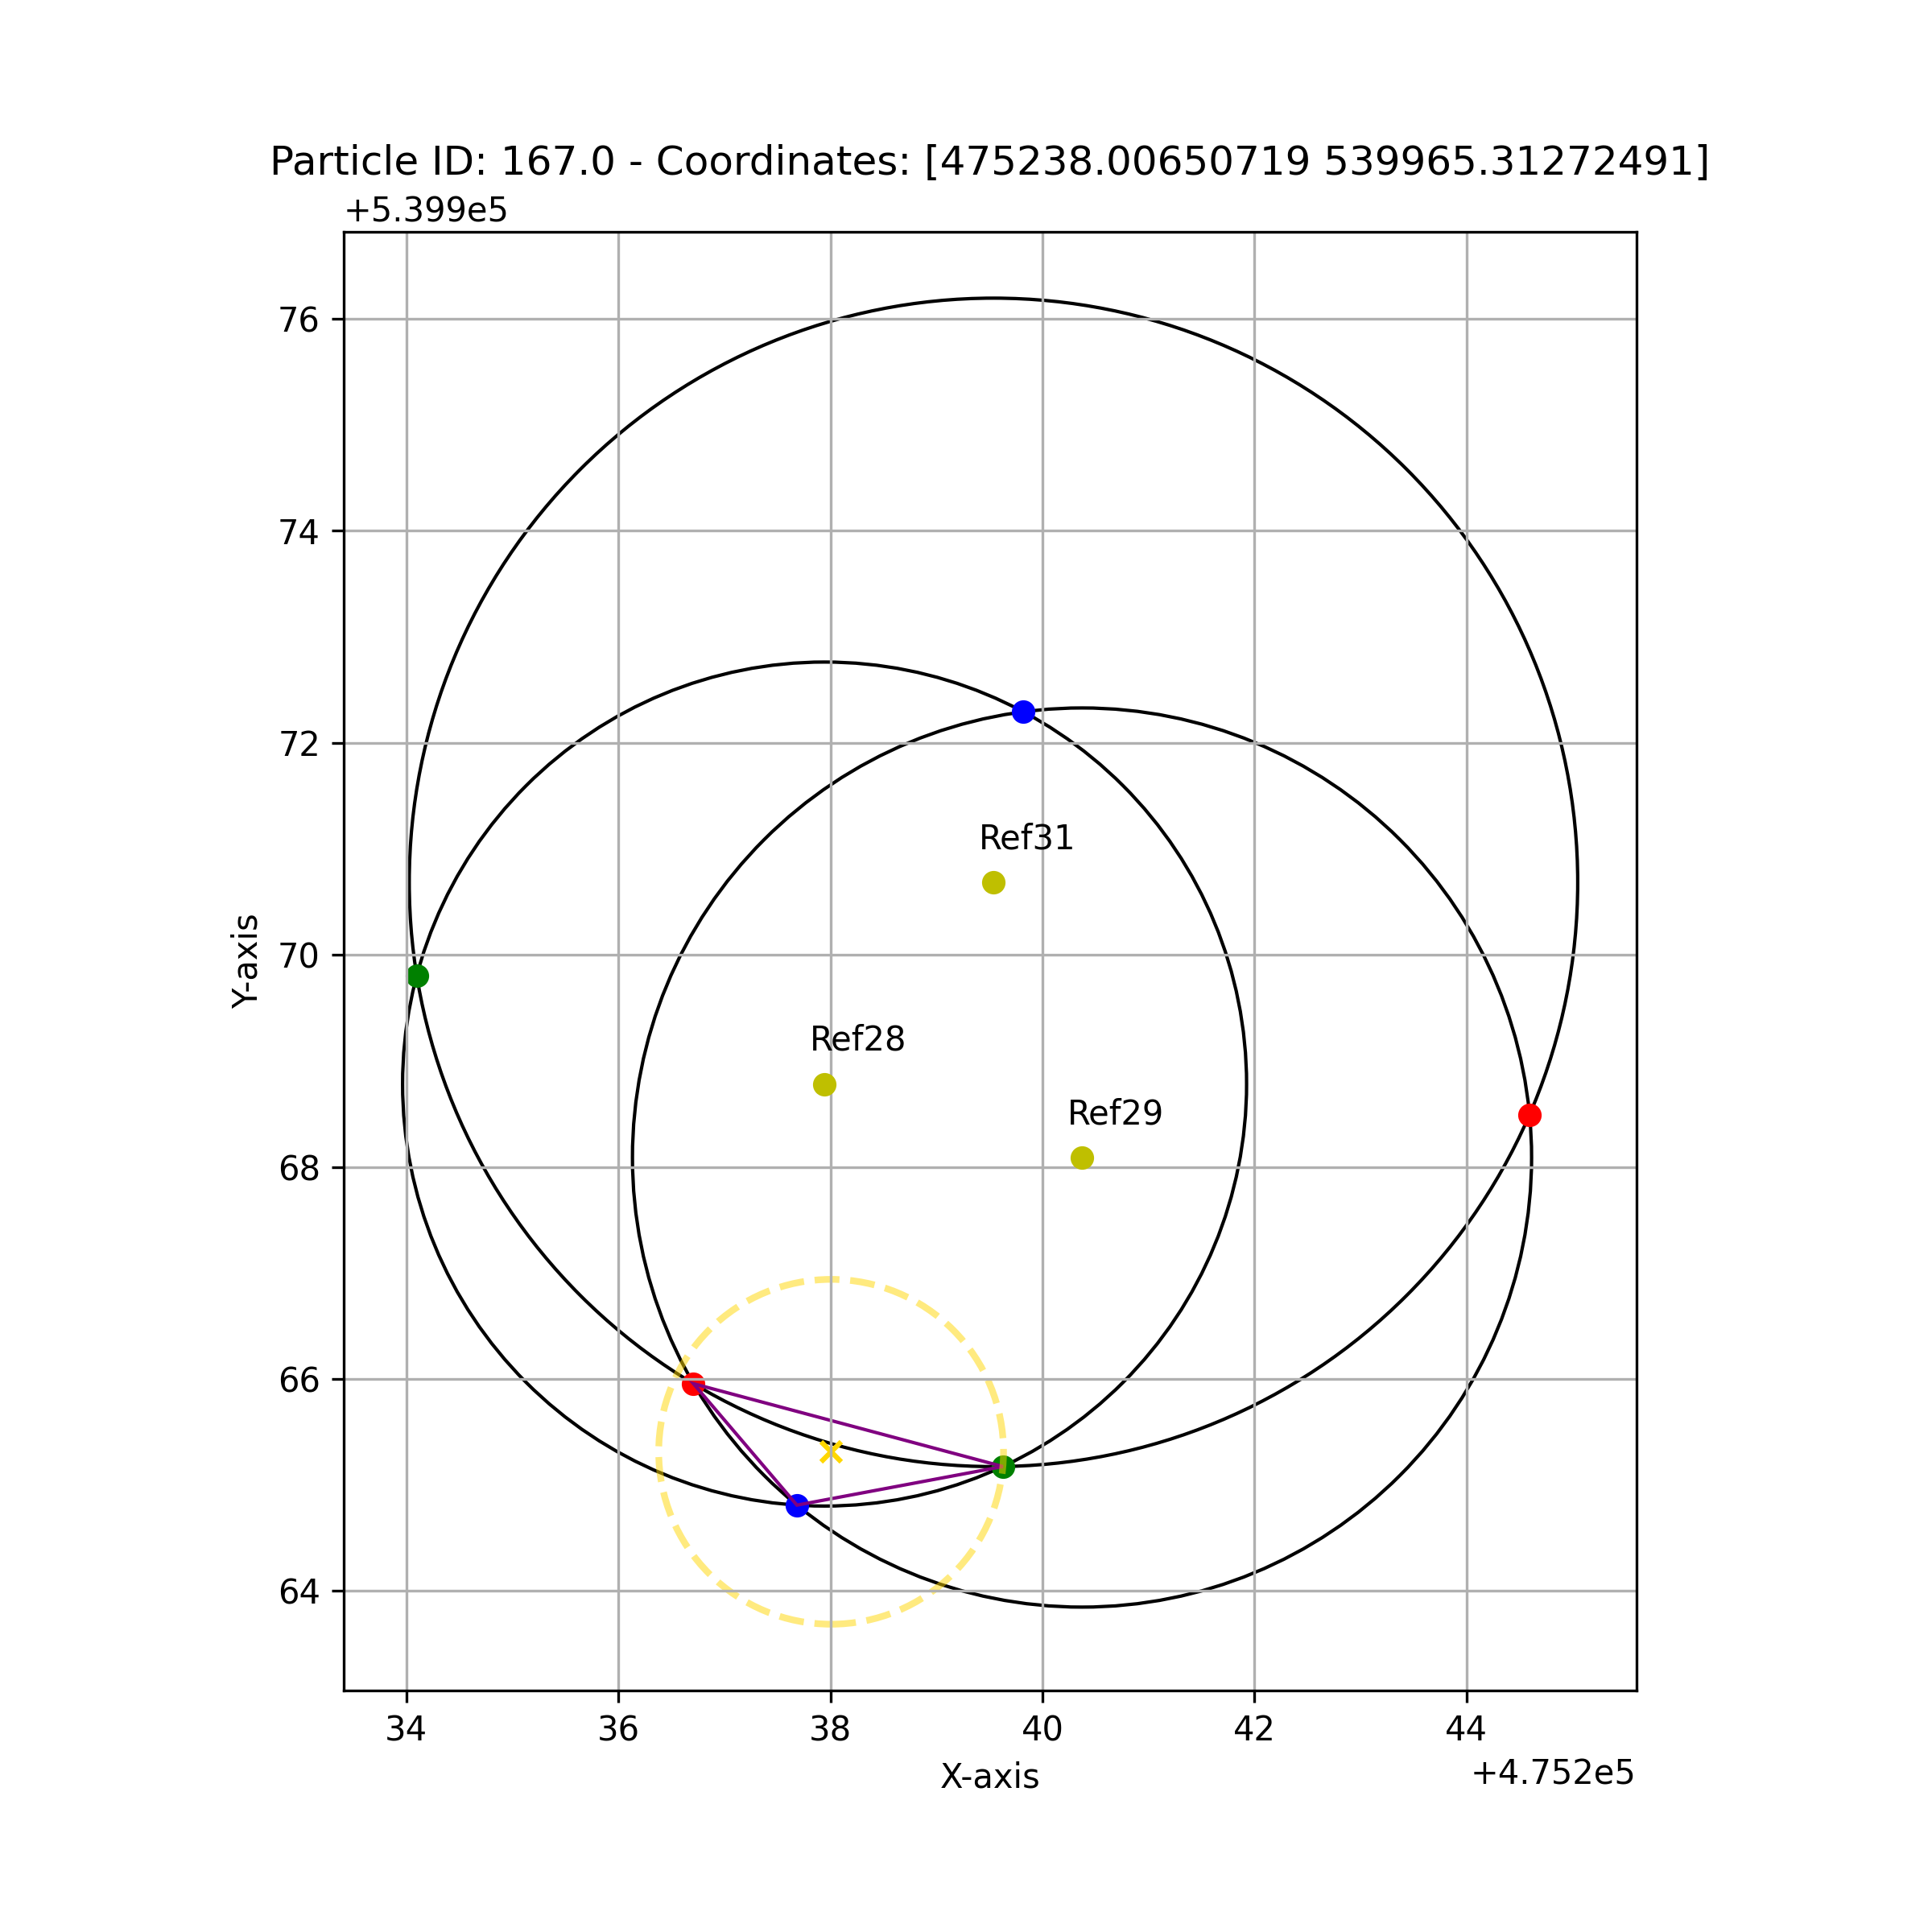 Particle ID: 167.0 - Coordinates: [475238.00650719 539965.31272491]
+5.399e5
76
74
72
70
68
66
64
Y-axis
Ref31
Ref28
Ref29
34 36 38 40 42 44
X-axis
+4.752e5